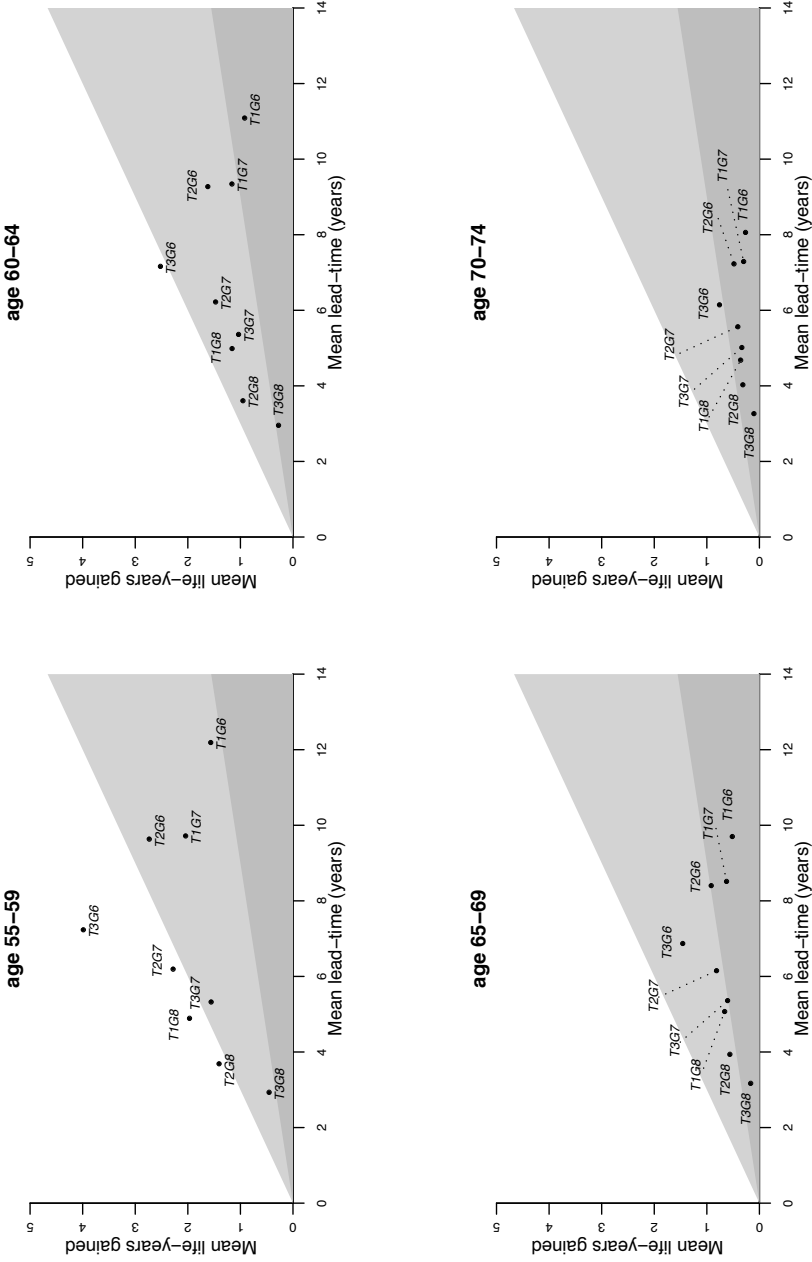 age 55–59
Mean life–years gained
5
4
3
2
1
0
T3G6
T2G6
T2G7
T1G7
T1G8
T3G7
T1G6
T2G8
T3G8
0 2 4 6 8 10 12 14
Mean lead–time (years)
age 60–64
Mean life–years gained
5
4
3
2
1
0
T3G6
T2G6
T2G7
T1G8
T1G7
T3G7
T1G6
T2G8
T3G8
0 2 4 6 8 10 12 14
Mean lead–time (years)
age 65–69
Mean life–years gained
5
4
3
2
1
0
T2G7
T3G6
T3G7
T2G6
T1G7
T1G8
T1G6
T2G8
T3G8
0 2 4 6 8 10 12 14
Mean lead–time (years)
age 70–74
Mean life–years gained
5
4
3
2
1
0
T2G7
T3G7
T1G8
T3G6
T2G6
T1G7
T1G6
T2G8
T3G8
0 2 4 6 8 10 12 14
Mean lead–time (years)